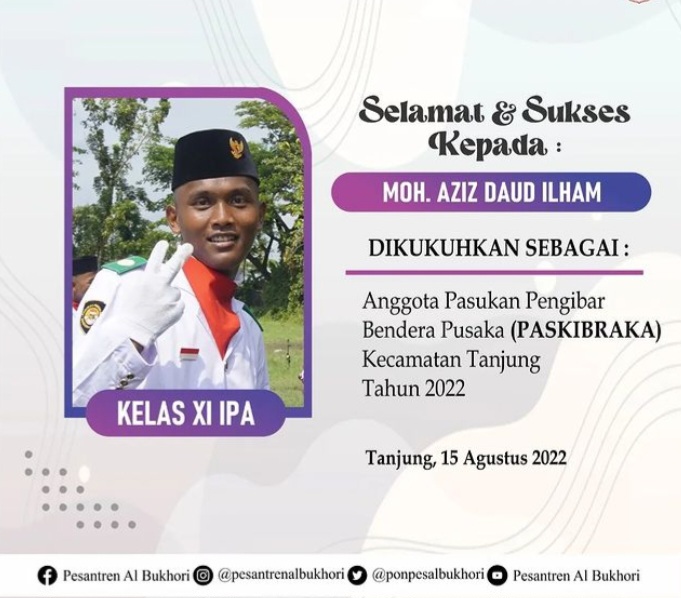 Selamat & Sukses
Kepada :
MOH. AZIZ DAUD ILHAM
DIKUKUHKAN SEBAGAI :
Anggota Pasukan Pengibar
Bendera Pusaka (PASKIBRAKA)
Kecamatan Tanjung
Tahun 2022
KELAS XI IPA
Tanjung, 15 Agustus 2022
Pesantren Al Bukhori @pesantrenalbukhori @ponpesalbukhori Pesantren Al Bukhori